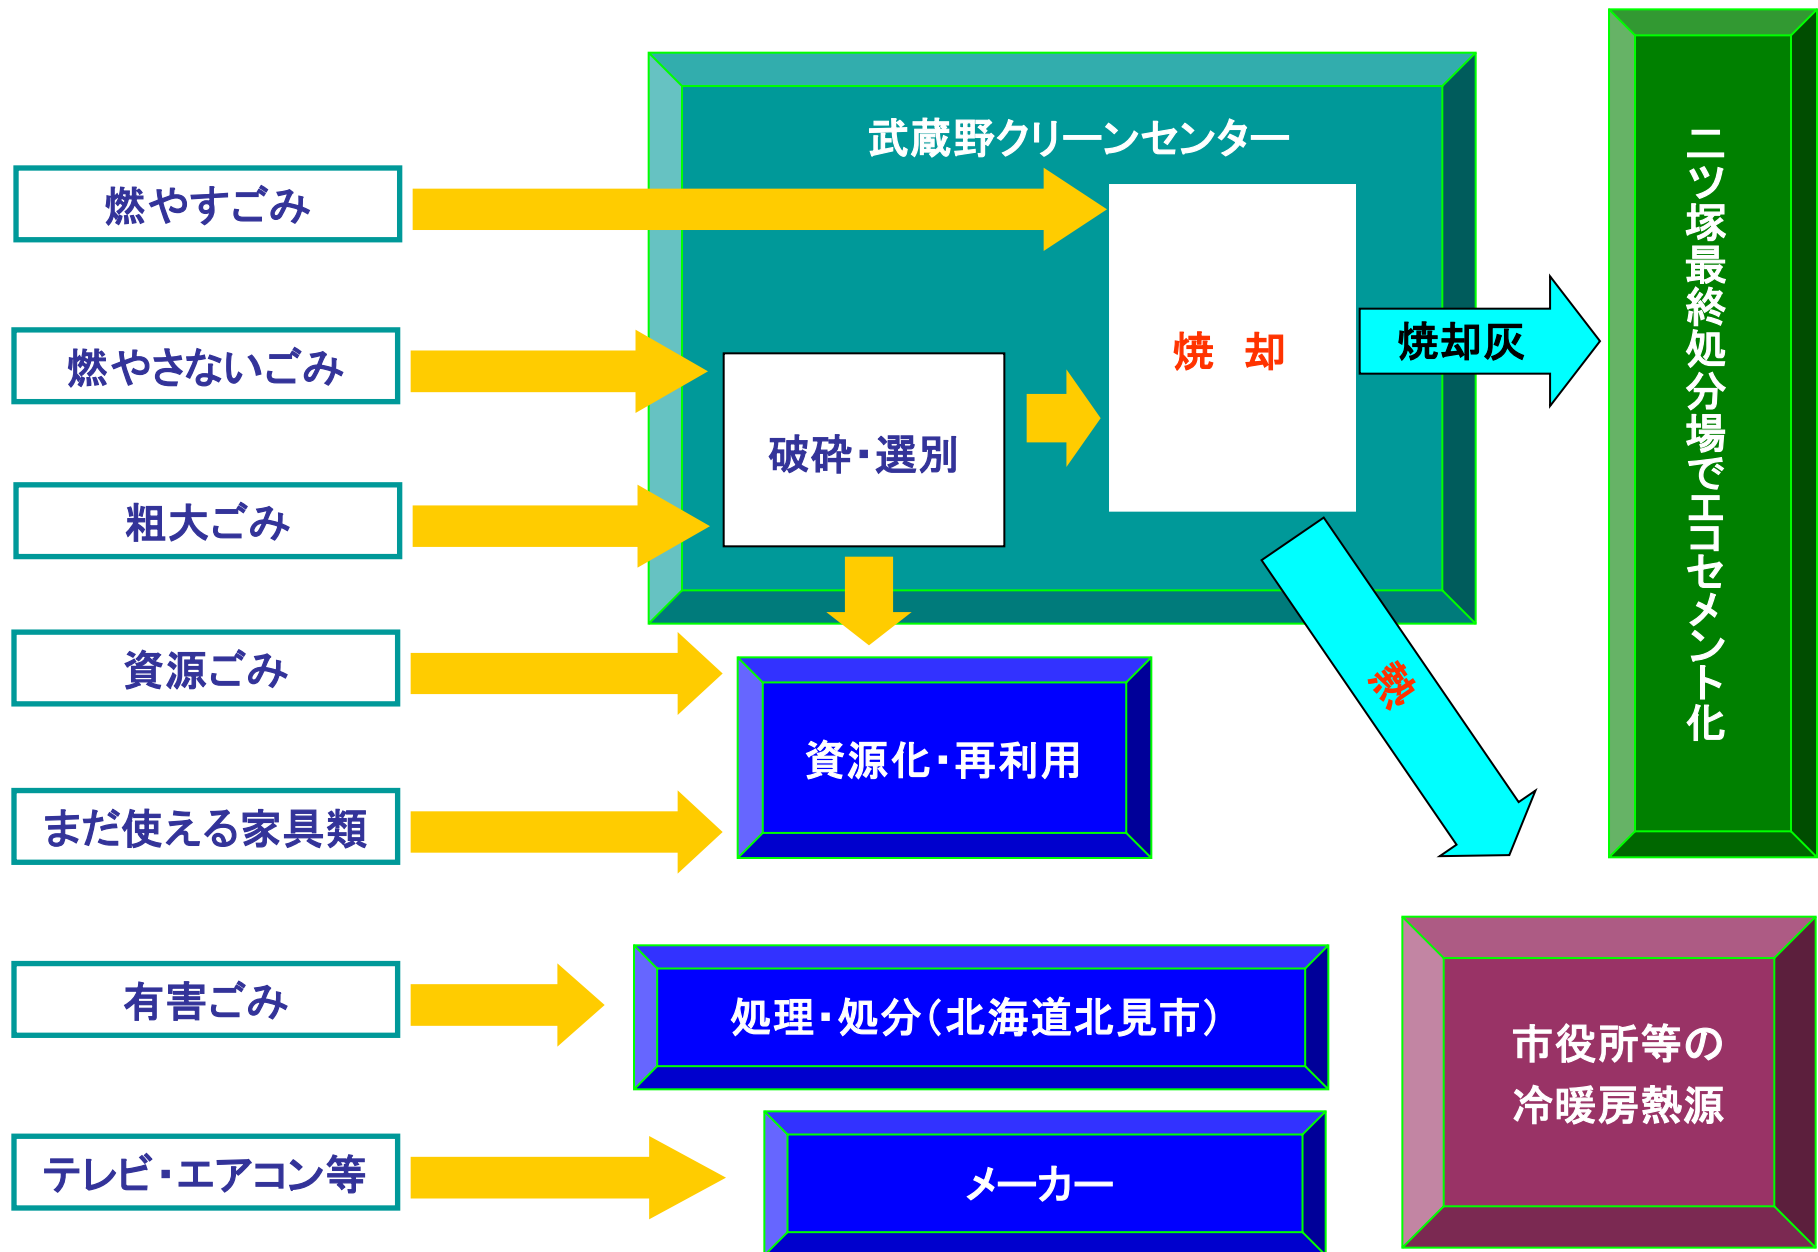 武蔵野クリーンセンター
燃やすごみ
燃やさないごみ
粗大ごみ
資源ごみ
まだ使える家具類
有害ごみ
テレビ・エアコン等
破砕・選別
焼　却
焼却灰
熱
資源化・再利用
処理・処分（北海道北見市）
メーカー
二ツ塚最終処分場でエコセメント化
市役所等の
冷暖房熱源